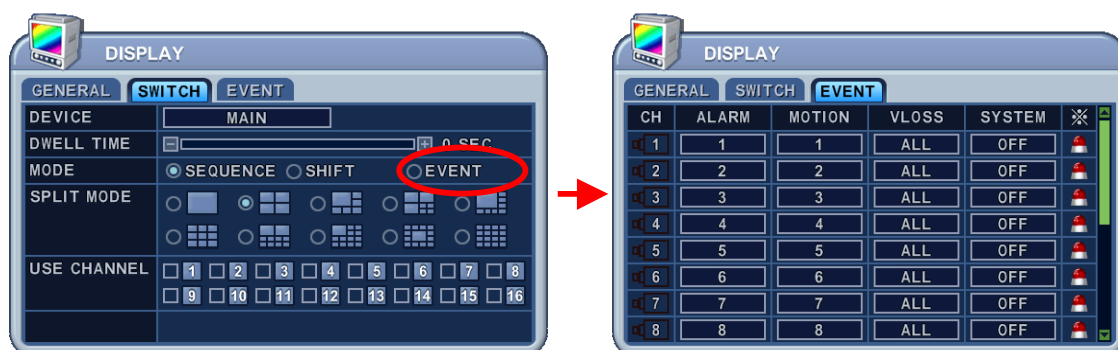 DISPLAY
GENERAL SWITCH EVENT
DEVICE MAIN
DWELL TIME 0 SEC
MODE SEQUENCE SHIFT EVENT
SPLIT MODE
USE CHANNEL 1 2 3 4 5 6 7 8
9 10 11 12 13 14 15 16
DISPLAY
GENERAL SWITCH EVENT
CH ALARM MOTION VLOSS SYSTEM ※
1 1 1 ALL OFF
2 2 2 ALL OFF
3 3 3 ALL OFF
4 4 4 ALL OFF
5 5 5 ALL OFF
6 6 6 ALL OFF
7 7 7 ALL OFF
8 8 8 ALL OFF